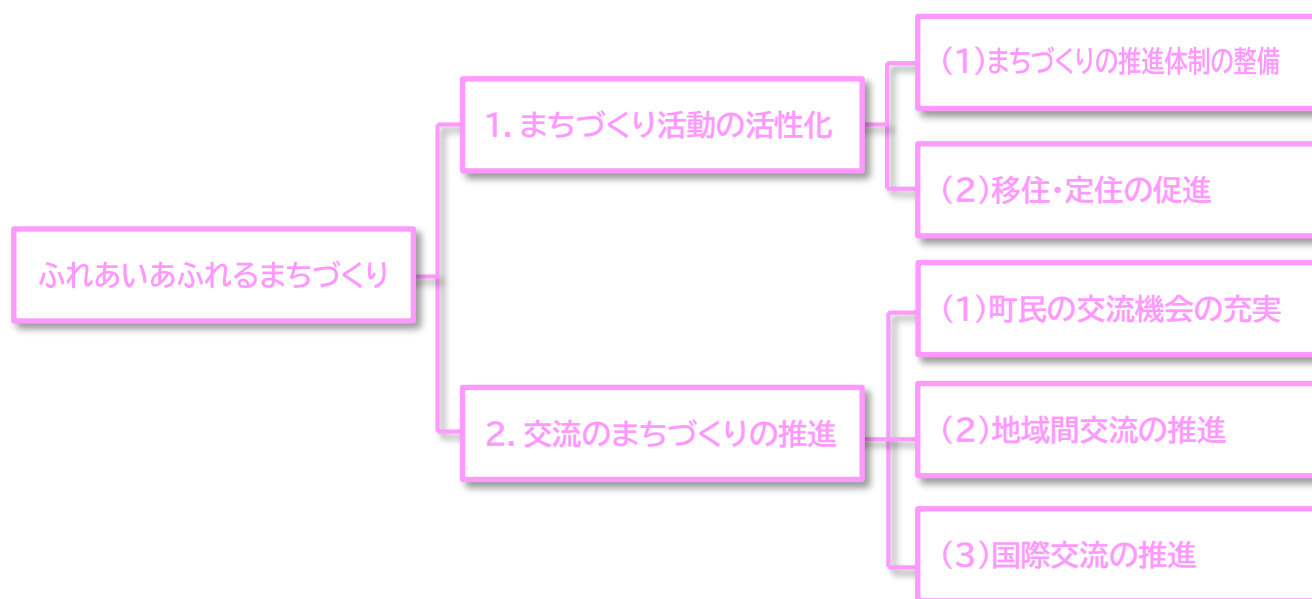 ふれあいあふれるまちづくり
1．まちづくり活動の活性化
（1）まちづくりの推進体制の整備
（2）移住・定住の促進
2．交流のまちづくりの推進
（1）町民の交流機会の充実
（2）地域間交流の推進
（3）国際交流の推進